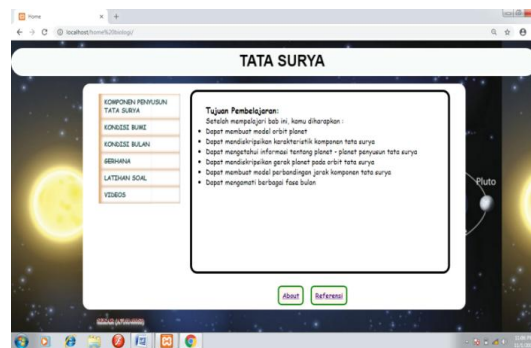 Home
localhost/home%20biologi/
TATA SURYA
KOMPONEN PENYUSUN
TATA SURYA
KONDISI BUMI
KONDISI BULAN
GERHANA
LATIHAN SOAL
VIDEOS
Tujuan Pembelajaran:
Setelah mempelajari bab ini, kamu diharapkan :
Dapat membuat model orbit planet
Dapat mendiskripsikan karakteristik komponen tata surya
Dapat mengetahui informasi tentang planet - planet penyusun tata surya
Dapat mendiskripsikan gerak planet pada orbit tata surya
Dapat membuat model perbandingan jarak komponen tata surya
Dapat mengamati berbagai fase bulan
Pluto
About
Referensi